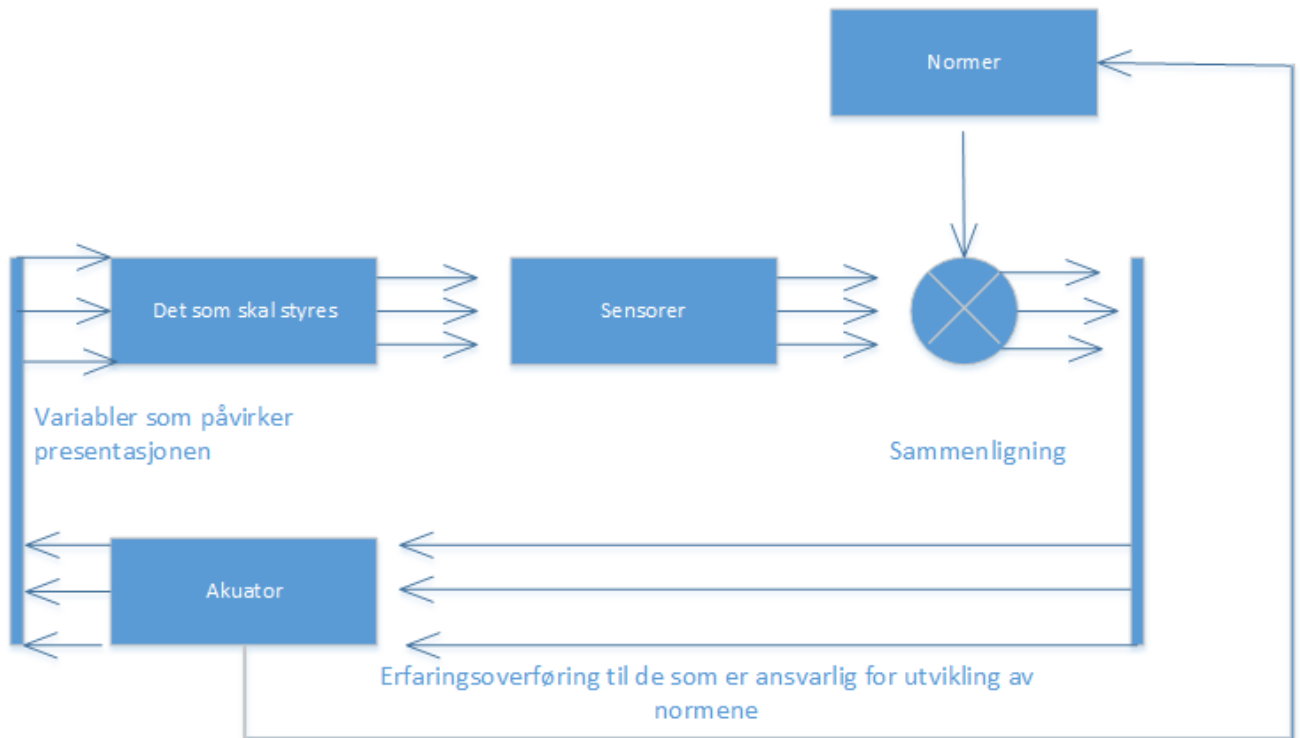 Normer
Det som skal styres
Sensorer
Variabler som påvirker
presentasjonen
Sammenligning
Akuator
Erfaringsoverføring til de som er ansvarlig for utvikling av
normene